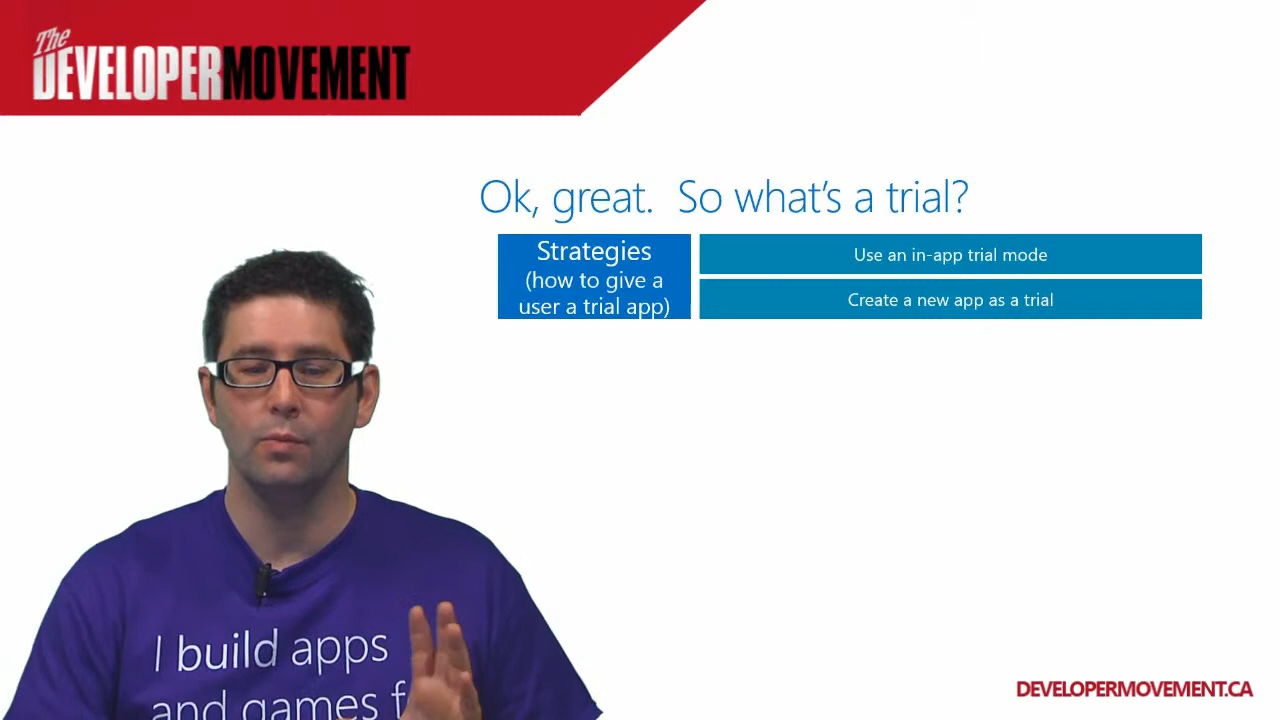 The
DEVELOPERMOVEMENT
Ok, great. So what's a trial?
Strategies
(how to give a
user a trial app)
Use an in-app trial mode
Create a new app as a trial
I build apps
and games f
DEVELOPERMOVEMENT.CA